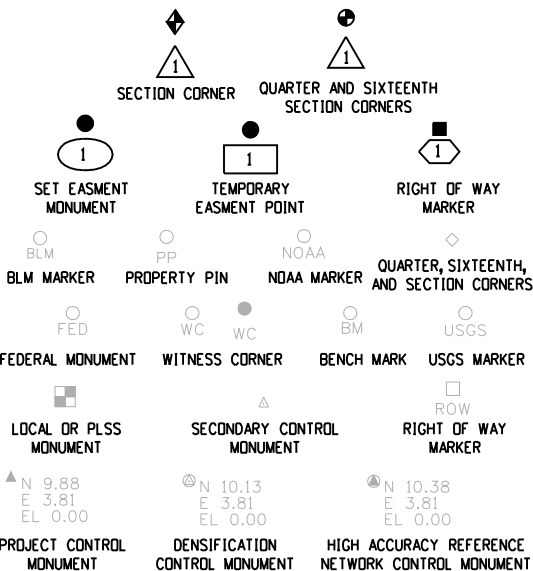 1
1
SECTION CORNER
QUARTER AND SIXTEENTH
SECTION CORNERS
1
1
1
SET EASMENT
MONUMENT
TEMPORARY
EASMENT POINT
RIGHT OF WAY
MARKER
BLM
PP
NOAA
BLM MARKER
PROPERTY PIN
NOAA MARKER
QUARTER, SIXTEENTH,
AND SECTION CORNERS
FED
WC
WC
BM
USGS
FEDERAL MONUMENT
WITNESS CORNER
BENCH MARK
USGS MARKER
ROW
LOCAL OR PLSS
MONUMENT
SECONDARY CONTROL
MONUMENT
RIGHT OF WAY
MARKER
N 9.88
E 3.81
EL 0.00
N 10.13
E 3.81
EL 0.00
N 10.38
E 3.81
EL 0.00
PROJECT CONTROL
MONUMENT
DENSIFICATION
CONTROL MONUMENT
HIGH ACCURACY REFERENCE
NETWORK CONTROL MONUMENT